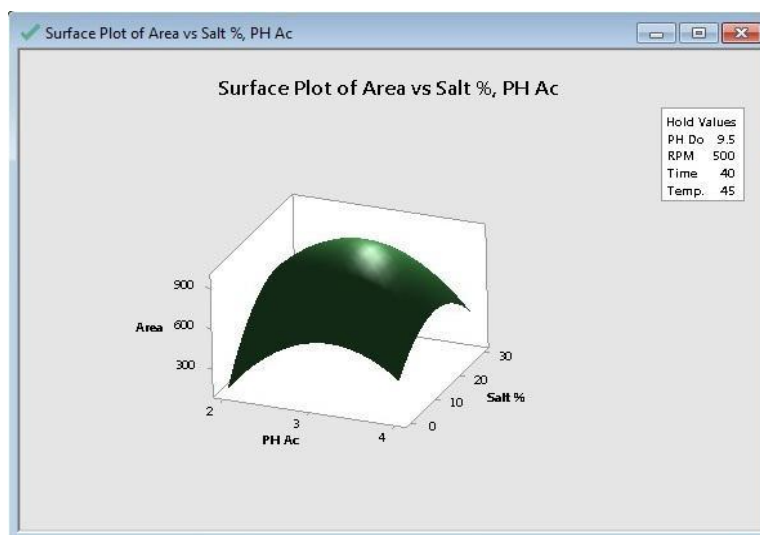 Surface Plot of Area vs Salt %, PH Ac
Surface Plot of Area vs Salt %, PH Ac
Hold Values
PH Do 9.5
RPM 500
Time 40
Temp. 45
900
Area 600
300
30
20
10
0
Salt %
2
3
4
PH Ac